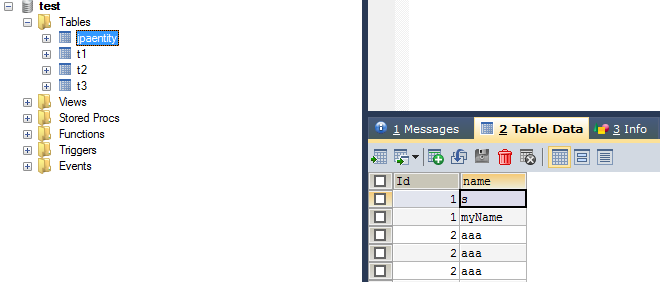 test
Tables
paentity
t1
t2
t3
Views
Stored Procs
Functions
Triggers
Events
1 Messages 2 Table Data 3 Info
Id name
1 s
1 myName
2 aaa
2 aaa
2 aaa